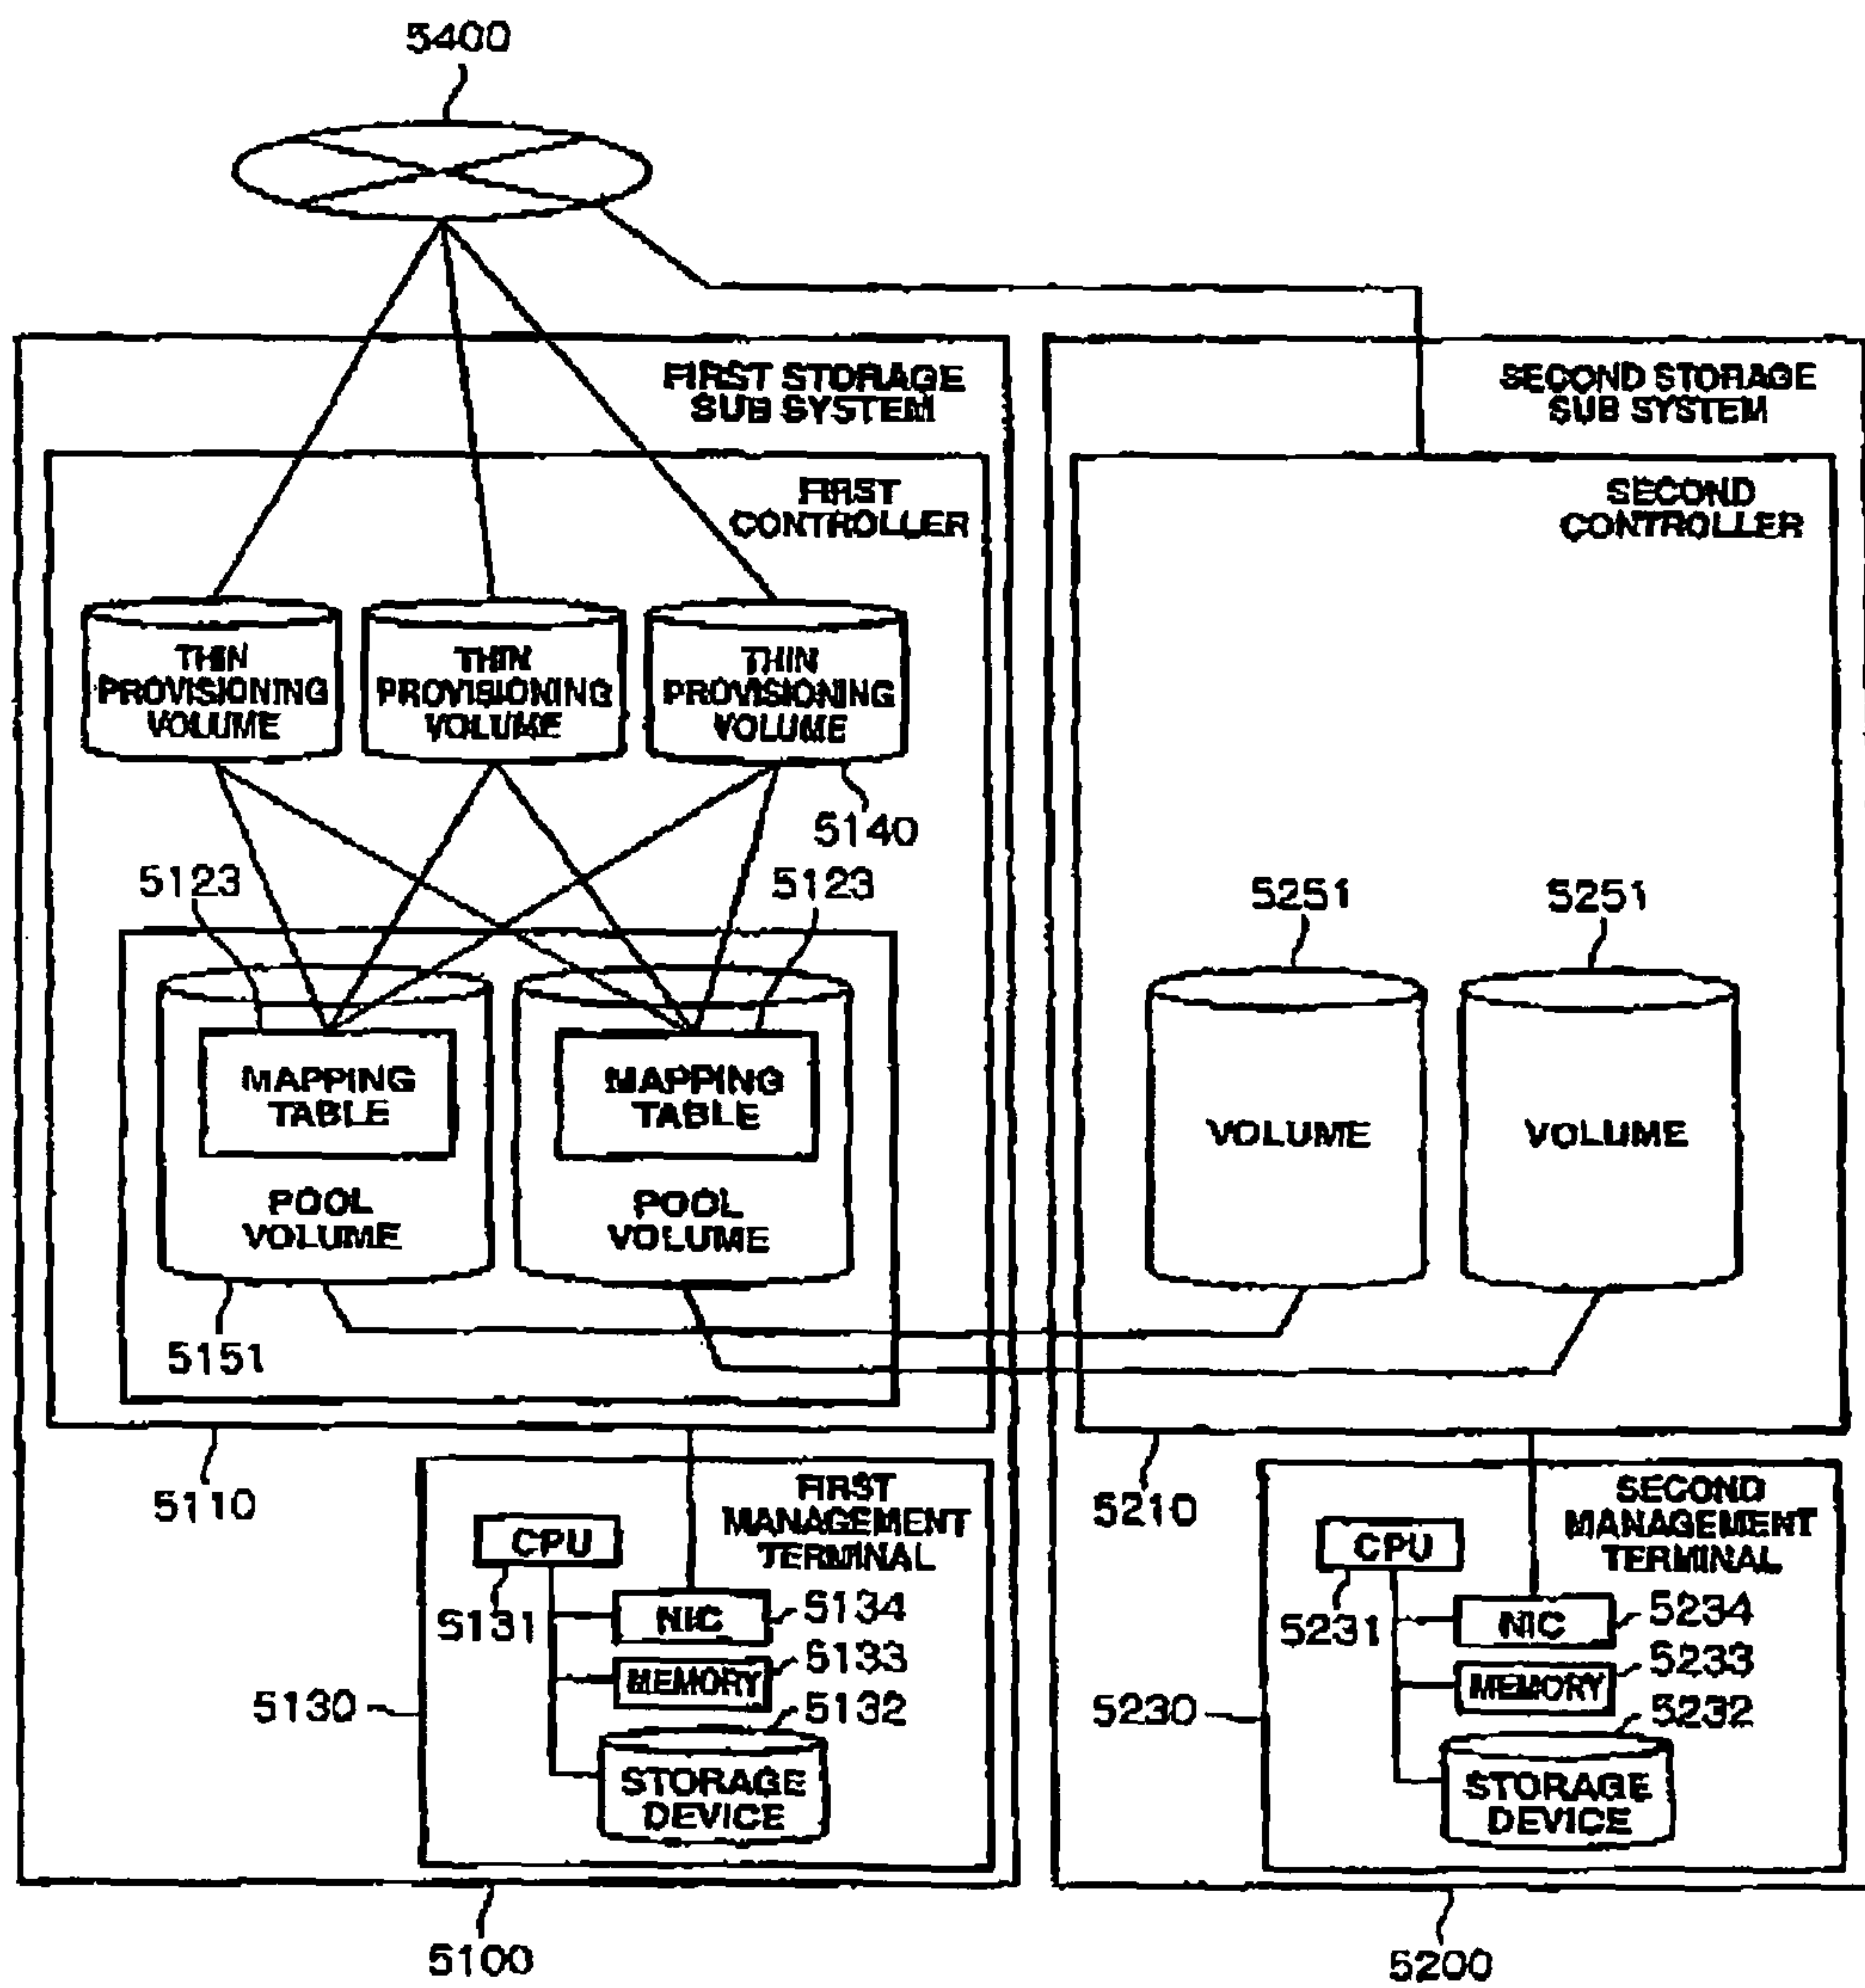 5400
FIRST STORAGE
SUB SYSTEM
SECOND STORAGE
SUB SYSTEM
FIRST
CONTROLLER
SECOND
CONTROLLER
THIN
PROVISIONING
VOLUME
THIN
PROVISIONING
VOLUME
THIN
PROVISIONING
VOLUME
5140
5123
5123
5251
5251
MAPPING
TABLE
MAPPING
TABLE
VOLUME
VOLUME
POOL
VOLUME
POOL
VOLUME
5151
5110
5210
FIRST
MANAGEMENT
TERMINAL
CPU
5131
NIC
5134
MEMORY
5133
5130
5132
STORAGE
DEVICE
SECOND
MANAGEMENT
TERMINAL
CPU
5231
NIC
5234
MEMORY
5233
5230
5232
STORAGE
DEVICE
5100
5200